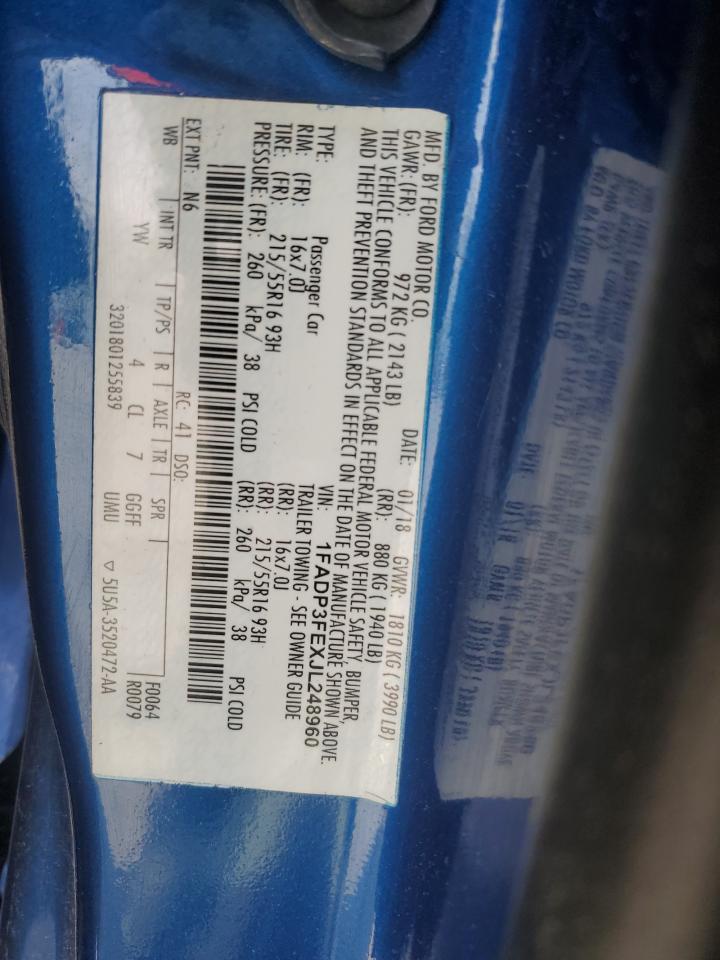 MFD. BY FORD MOTOR CO.
DATE: 01/18 GVWR: 1810 KG ( 3990 LB)
GAWR: (FR): 972 KG ( 2143 LB) (RR): 880 KG ( 1940 LB)
THIS VEHICLE CONFORMS TO ALL APPLICABLE FEDERAL MOTOR VEHICLE SAFETY, BUMPER,
AND THEFT PREVENTION STANDARDS IN EFFECT ON THE DATE OF MANUFACTURE SHOWN ABOVE.
VIN: 1FADP3FEXJL248960
TYPE: Passenger Car TRAILER TOWING - SEE OWNER GUIDE
RIM: (FR): 16x7.0J (RR): 16x7.0J
TIRE: (FR): 215/55R16 93H (RR): 215/55R16 93H
PRESSURE: (FR): 260 kPa/ 38 PSI COLD (RR): 260 kPa/ 38 PSI COLD
EXT PNT: N6 RC: 41 DSO:
WB | INT TR | TP/PS | R | AXLE | TR | SPR | F0064
YW 4 CL 7 GGFF R0079
3201801255839 UMU ▽ 5U5A-3520472-AA